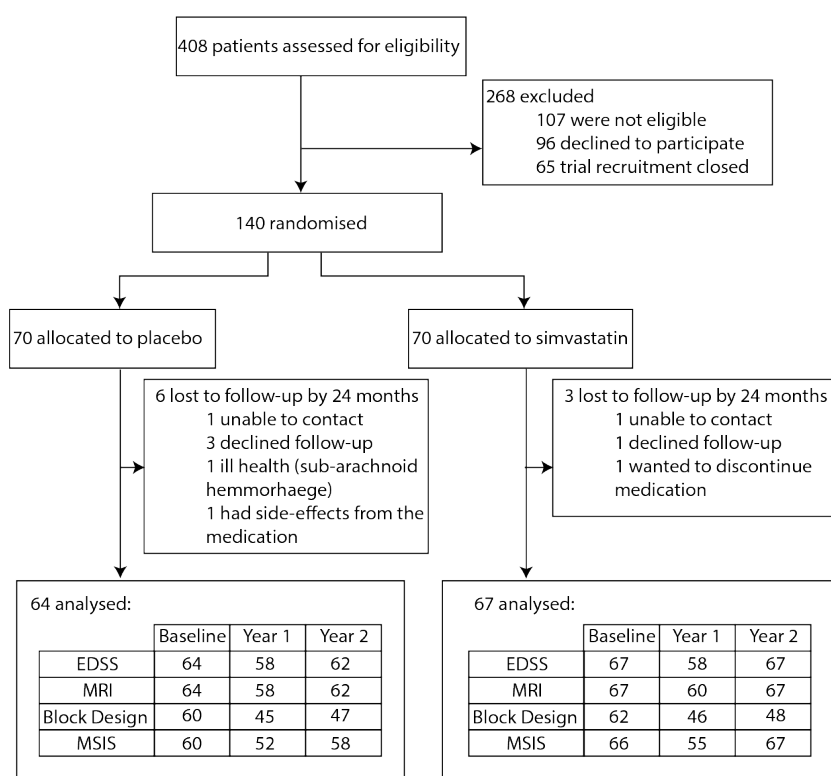 408 patients assessed for eligibility
268 excluded
107 were not eligible
96 declined to participate
65 trial recruitment closed
140 randomised
70 allocated to placebo
70 allocated to simvastatin
6 lost to follow-up by 24 months
1 unable to contact
3 declined follow-up
1 ill health (sub-arachnoid
hemmorhaege)
1 had side-effects from the
medication
3 lost to follow-up by 24 months
1 unable to contact
1 declined follow-up
1 wanted to discontinue
medication
64 analysed:
Baseline Year 1 Year 2
EDSS 64 58 62
MRI 64 58 62
Block Design 60 45 47
MSIS 60 52 58
67 analysed:
Baseline Year 1 Year 2
EDSS 67 58 67
MRI 67 60 67
Block Design 62 46 48
MSIS 66 55 67